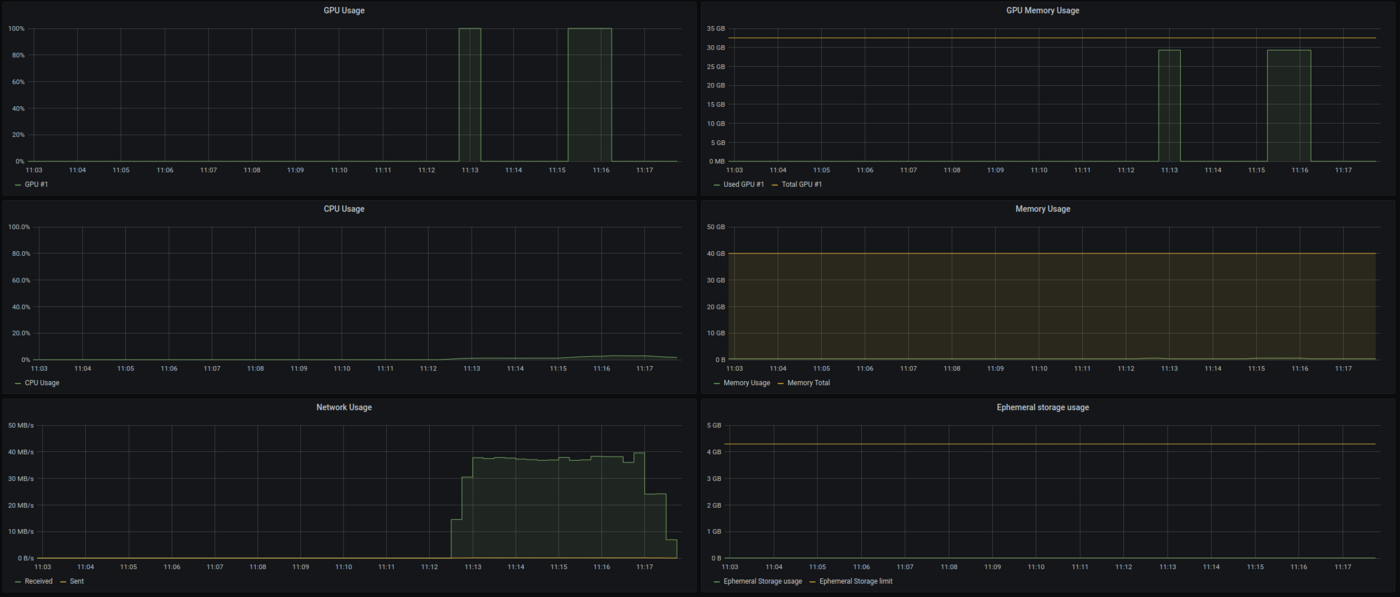 GPU Usage
100%
80%
60%
40%
20%
0%
11:03 11:04 11:05 11:06 11:07 11:08 11:09 11:10 11:11 11:12 11:13 11:14 11:15 11:16 11:17
GPU #1
GPU Memory Usage
35 GB
30 GB
25 GB
20 GB
15 GB
10 GB
5 GB
0 MB
11:03 11:04 11:05 11:06 11:07 11:08 11:09 11:10 11:11 11:12 11:13 11:14 11:15 11:16 11:17
Used GPU #1 Total GPU #1
CPU Usage
100.0%
80.0%
60.0%
40.0%
20.0%
0%
11:03 11:04 11:05 11:06 11:07 11:08 11:09 11:10 11:11 11:12 11:13 11:14 11:15 11:16 11:17
CPU Usage
Memory Usage
50 GB
40 GB
30 GB
20 GB
10 GB
0 B
11:03 11:04 11:05 11:06 11:07 11:08 11:09 11:10 11:11 11:12 11:13 11:14 11:15 11:16 11:17
Memory Usage Memory Total
Network Usage
50 MB/s
40 MB/s
30 MB/s
20 MB/s
10 MB/s
0 B/s
11:03 11:04 11:05 11:06 11:07 11:08 11:09 11:10 11:11 11:12 11:13 11:14 11:15 11:16 11:17
Received Sent
Ephemeral storage usage
5 GB
4 GB
3 GB
2 GB
1 GB
0 B
11:03 11:04 11:05 11:06 11:07 11:08 11:09 11:10 11:11 11:12 11:13 11:14 11:15 11:16 11:17
Ephemeral Storage usage Ephemeral Storage limit